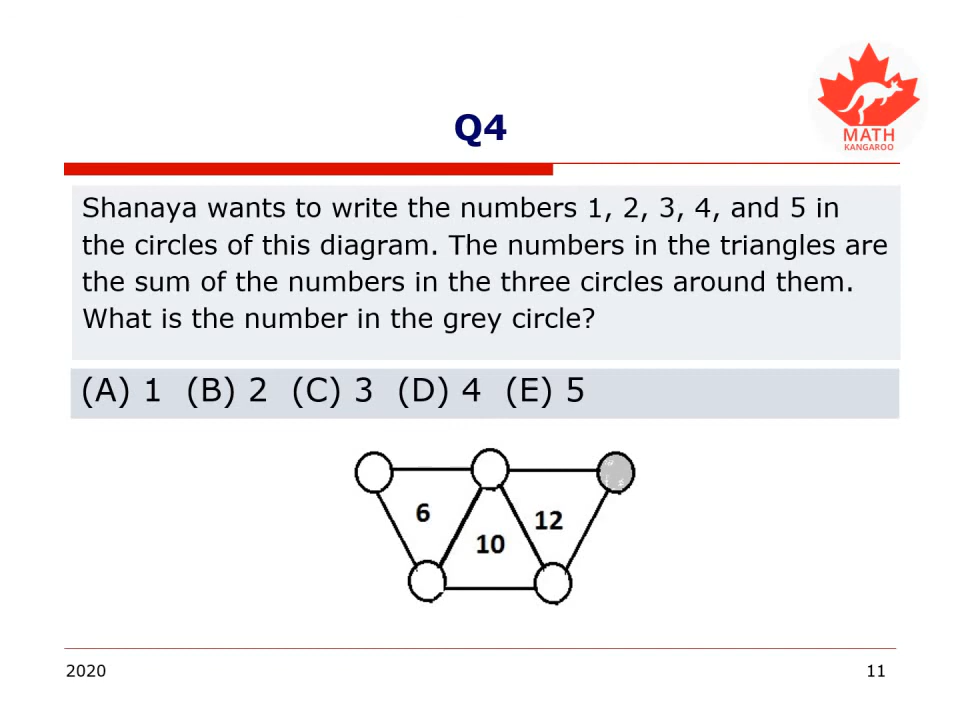 MATH
KANGAROO
Q4
Shanaya wants to write the numbers 1, 2, 3, 4, and 5 in
the circles of this diagram. The numbers in the triangles are
the sum of the numbers in the three circles around them.
What is the number in the grey circle?
(A) 1 (B) 2 (C) 3 (D) 4 (E) 5
6
12
10
2020
11